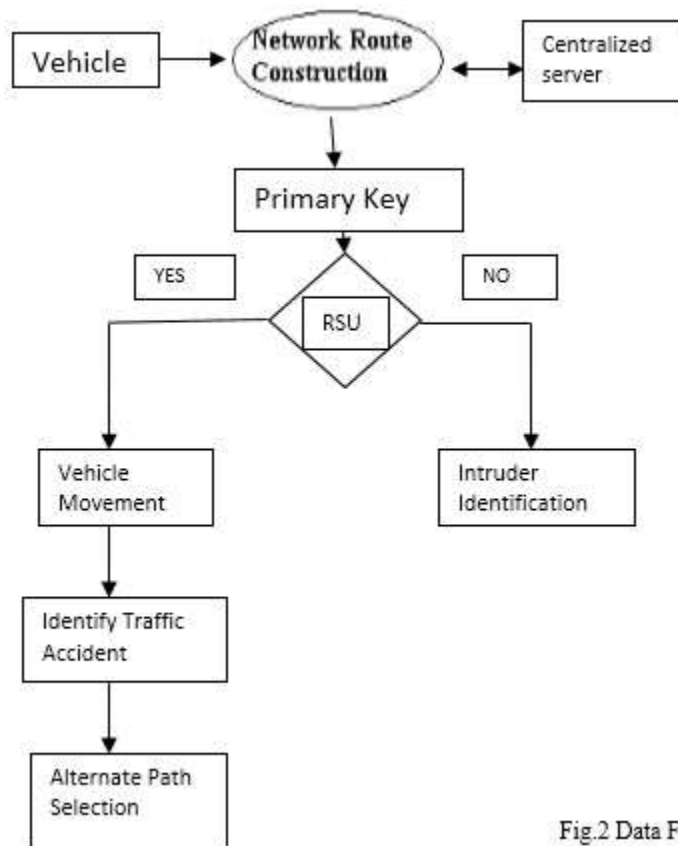 Vehicle
Network Route
Construction
Centralized
server
Primary Key
YES
NO
RSU
Vehicle
Movement
Intruder
Identification
Identify Traffic
Accident
Alternate Path
Selection
Fig.2 Data F